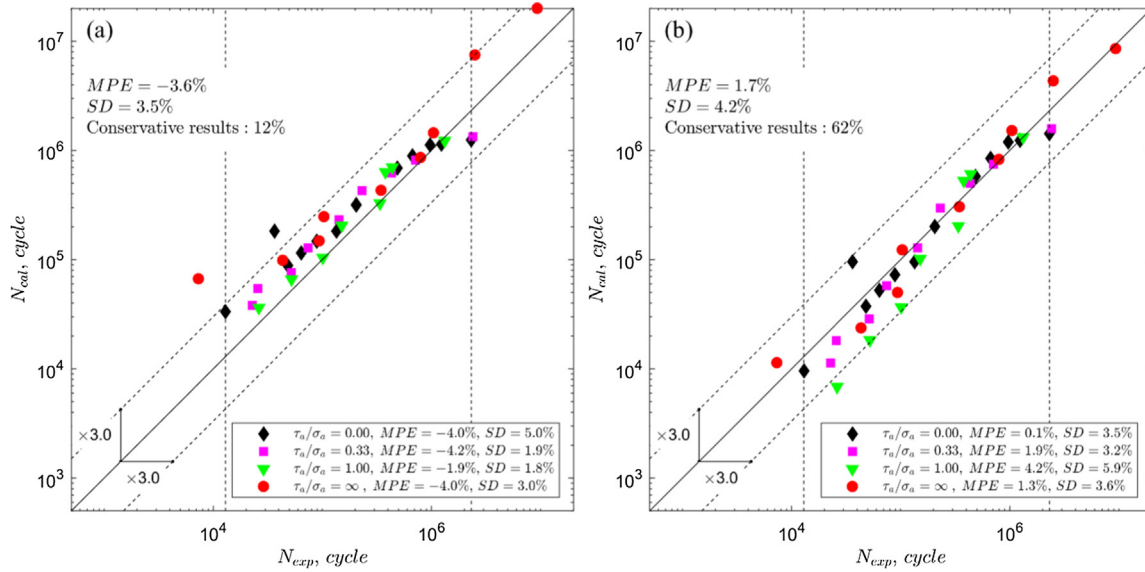 (a)
MPE = −3.6%
SD = 3.5%
Conservative results : 12%
10^7
10^6
10^5
10^4
10^3
N_cal, cycle
×3.0
×3.0
τ_a/σ_a = 0.00, MPE = −4.0%, SD = 5.0%
τ_a/σ_a = 0.33, MPE = −4.2%, SD = 1.9%
τ_a/σ_a = 1.00, MPE = −1.9%, SD = 1.8%
τ_a/σ_a = ∞ , MPE = −4.0%, SD = 3.0%
10^4
10^6
N_exp, cycle
(b)
MPE = 1.7%
SD = 4.2%
Conservative results : 62%
10^7
10^6
10^5
10^4
10^3
N_cal, cycle
×3.0
×3.0
τ_a/σ_a = 0.00, MPE = 0.1%, SD = 3.5%
τ_a/σ_a = 0.33, MPE = 1.9%, SD = 3.2%
τ_a/σ_a = 1.00, MPE = 4.2%, SD = 5.9%
τ_a/σ_a = ∞ , MPE = 1.3%, SD = 3.6%
10^4
10^6
N_exp, cycle